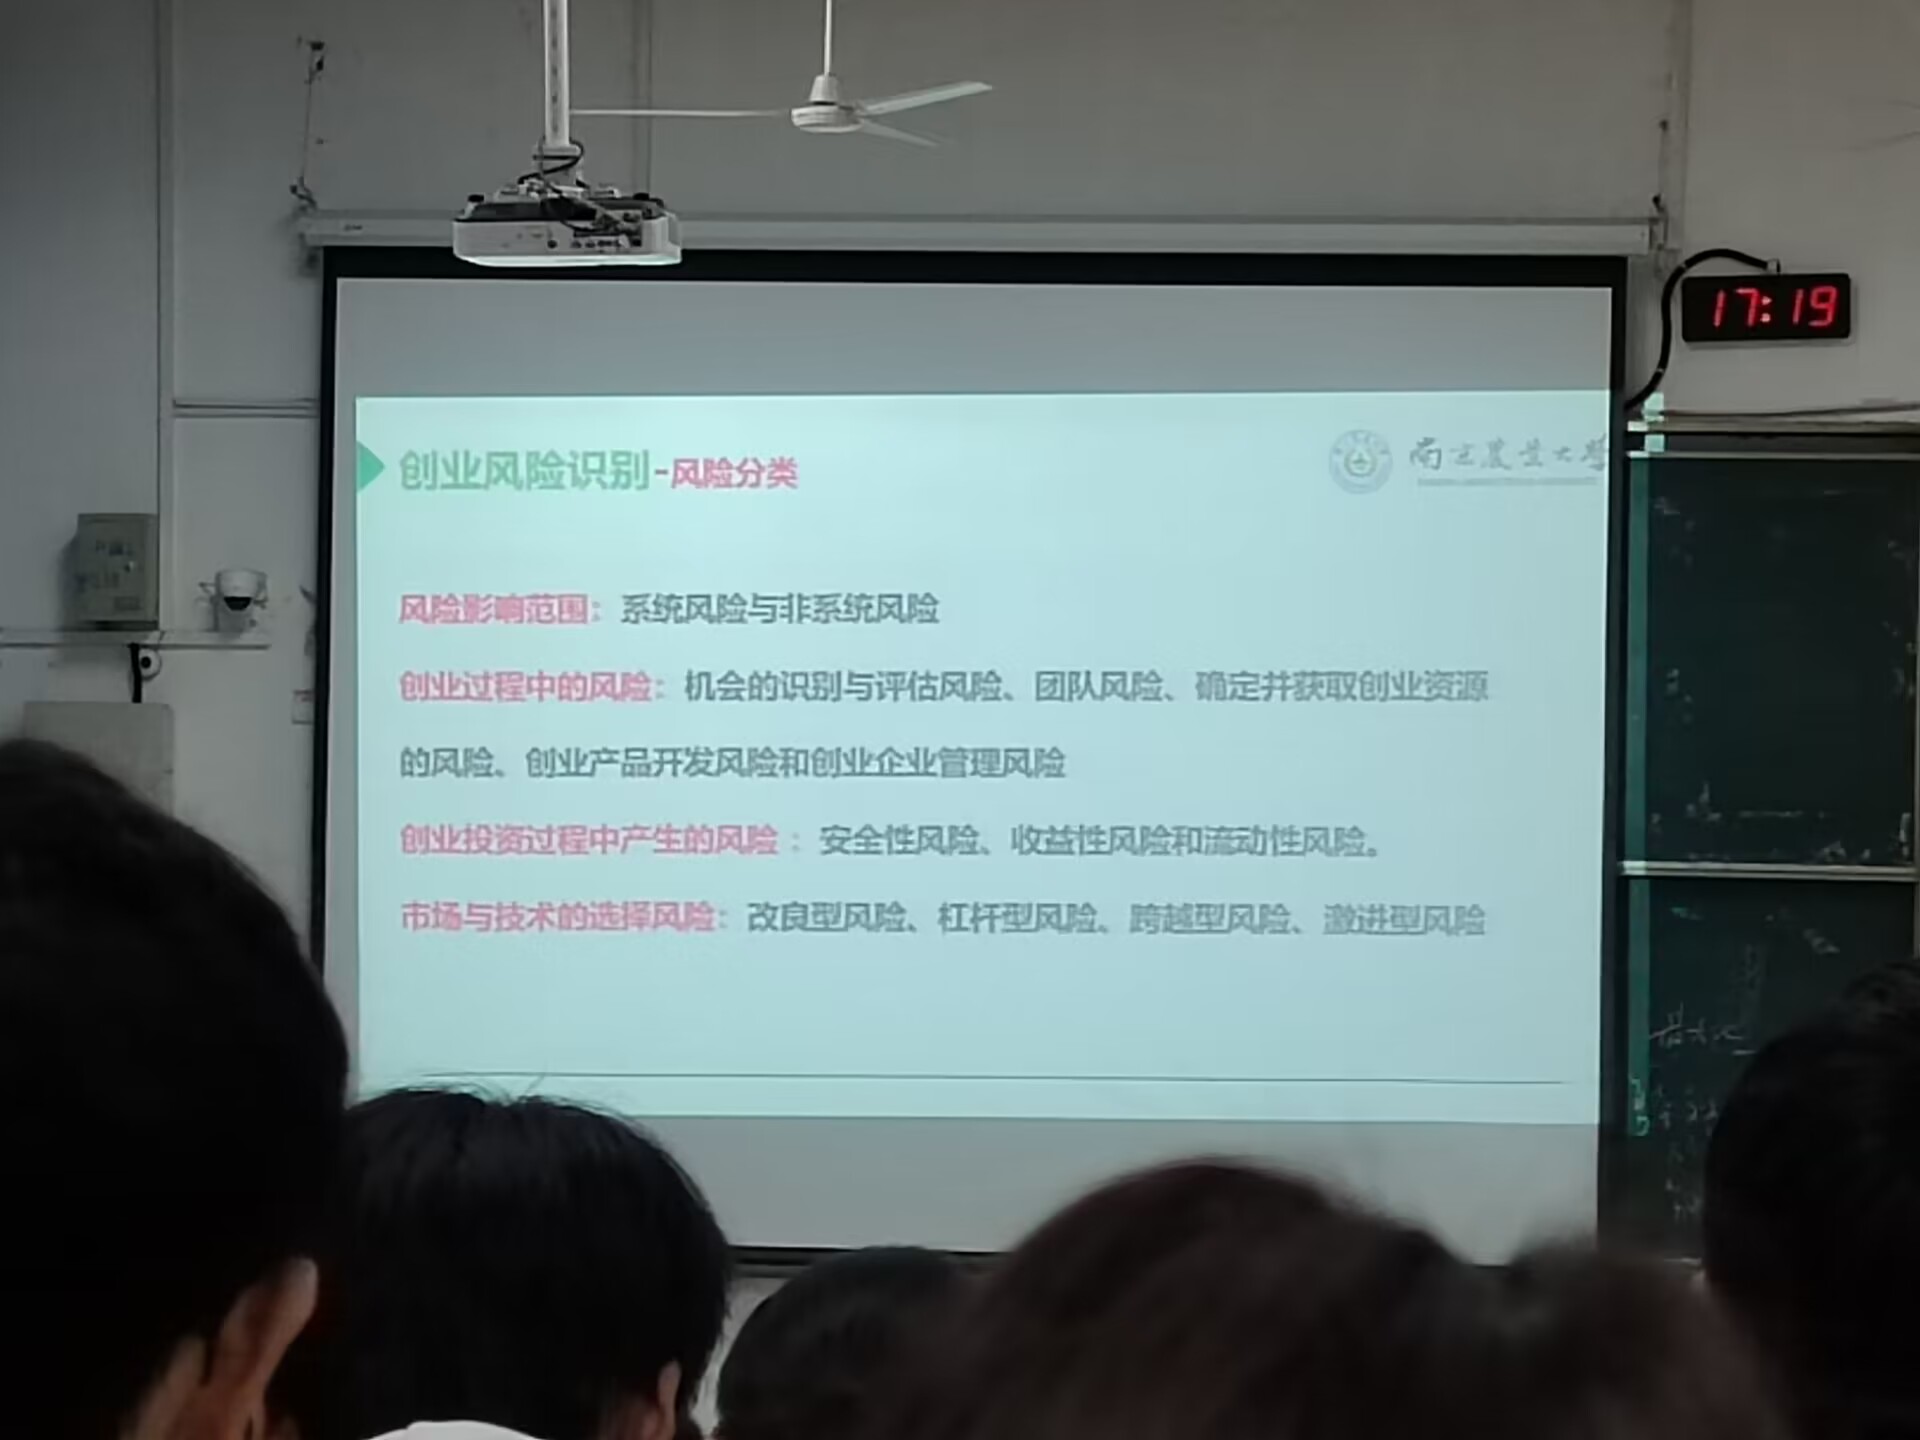 17:19
创业风险识别-风险分类
南京农业大学
风险影响范围：系统风险与非系统风险
创业过程中的风险：机会的识别与评估风险、团队风险、确定并获取创业资源
的风险、创业产品开发风险和创业企业管理风险
创业投资过程中产生的风险：安全性风险、收益性风险和流动性风险。
市场与技术的选择风险：改良型风险、杠杆型风险、跨越型风险、激进型风险